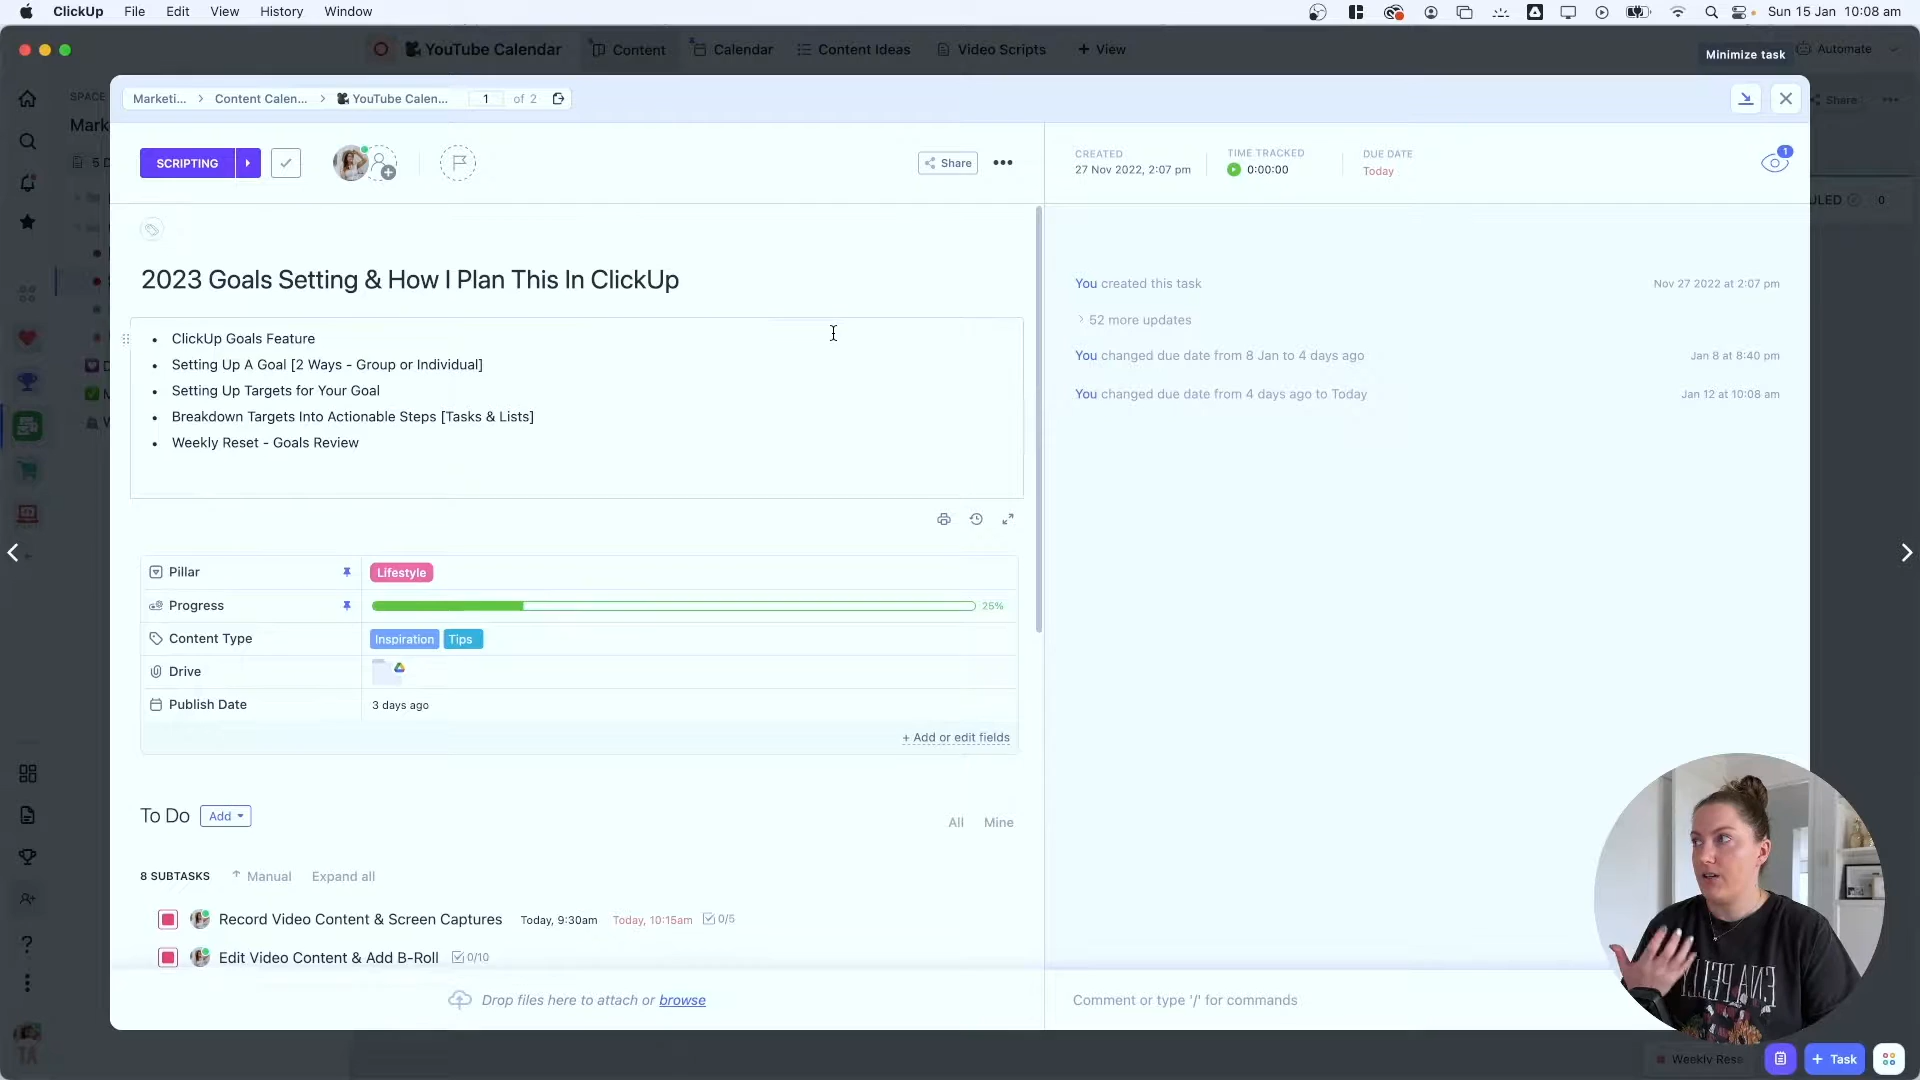 ClickUp File Edit View History Window Sun 15 Jan 10:08 am
YouTube Calendar Content Calendar Content Ideas Video Scripts + View Automate
Minimize task
SPACE
Mark
Share
Marketi... > Content Calen... > YouTube Calen... 1 of 2
SCRIPTING
Share
CREATED
27 Nov 2022, 2:07 pm
TIME TRACKED
0:00:00
DUE DATE
Today
1
0
2023 Goals Setting & How I Plan This In ClickUp
• ClickUp Goals Feature
• Setting Up A Goal [2 Ways - Group or Individual]
• Setting Up Targets for Your Goal
• Breakdown Targets Into Actionable Steps [Tasks & Lists]
• Weekly Reset - Goals Review
You created this task Nov 27 2022 at 2:07 pm
> 52 more updates
You changed due date from 8 Jan to 4 days ago Jan 8 at 8:40 pm
You changed due date from 4 days ago to Today Jan 12 at 10:08 am
Pillar Lifestyle
Progress 25%
Content Type Inspiration Tips
Drive
Publish Date 3 days ago
+ Add or edit fields
To Do Add
All Mine
8 SUBTASKS Manual Expand all
Record Video Content & Screen Captures Today, 9:30am Today, 10:15am 0/5
Edit Video Content & Add B-Roll 0/10
Drop files here to attach or browse
Comment or type '/' for commands
TA
Weekly Rese
+ Task